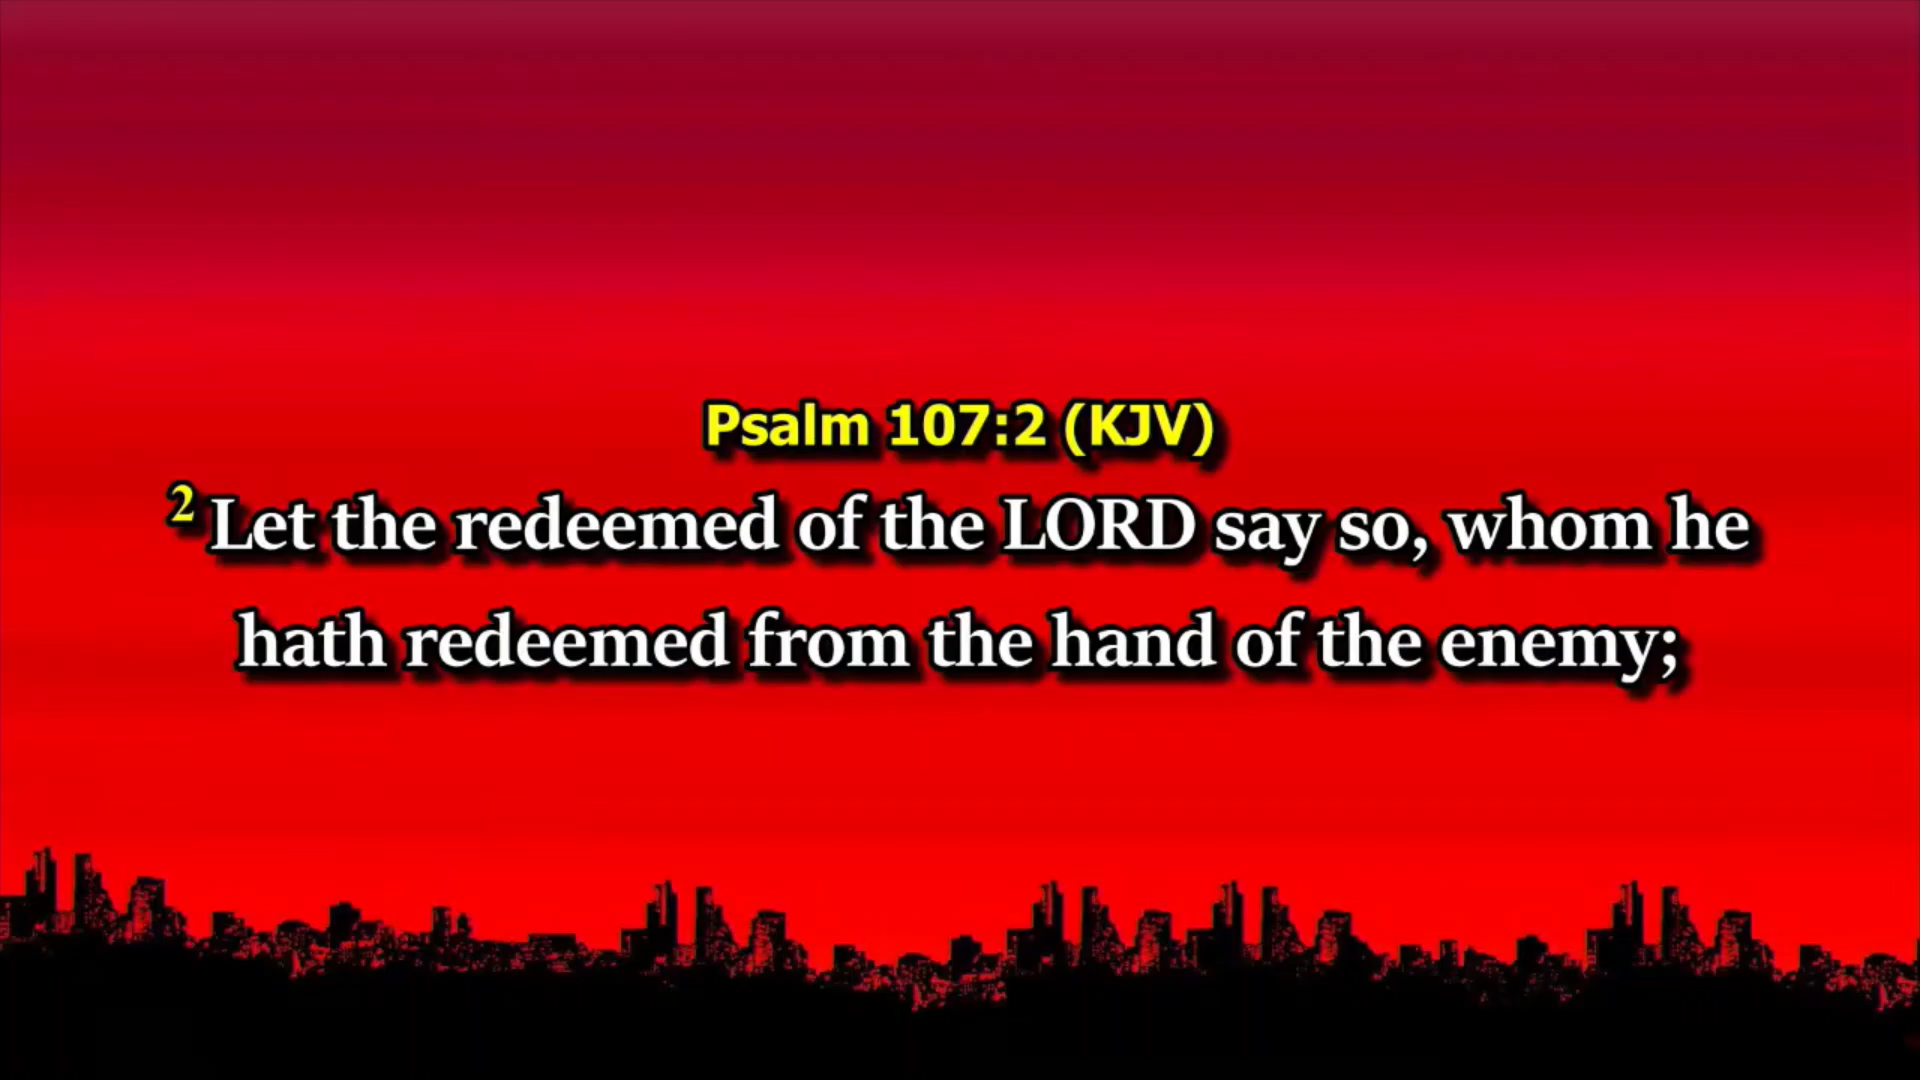 Psalm 107:2 (KJV)
2 Let the redeemed of the LORD say so, whom he
hath redeemed from the hand of the enemy;